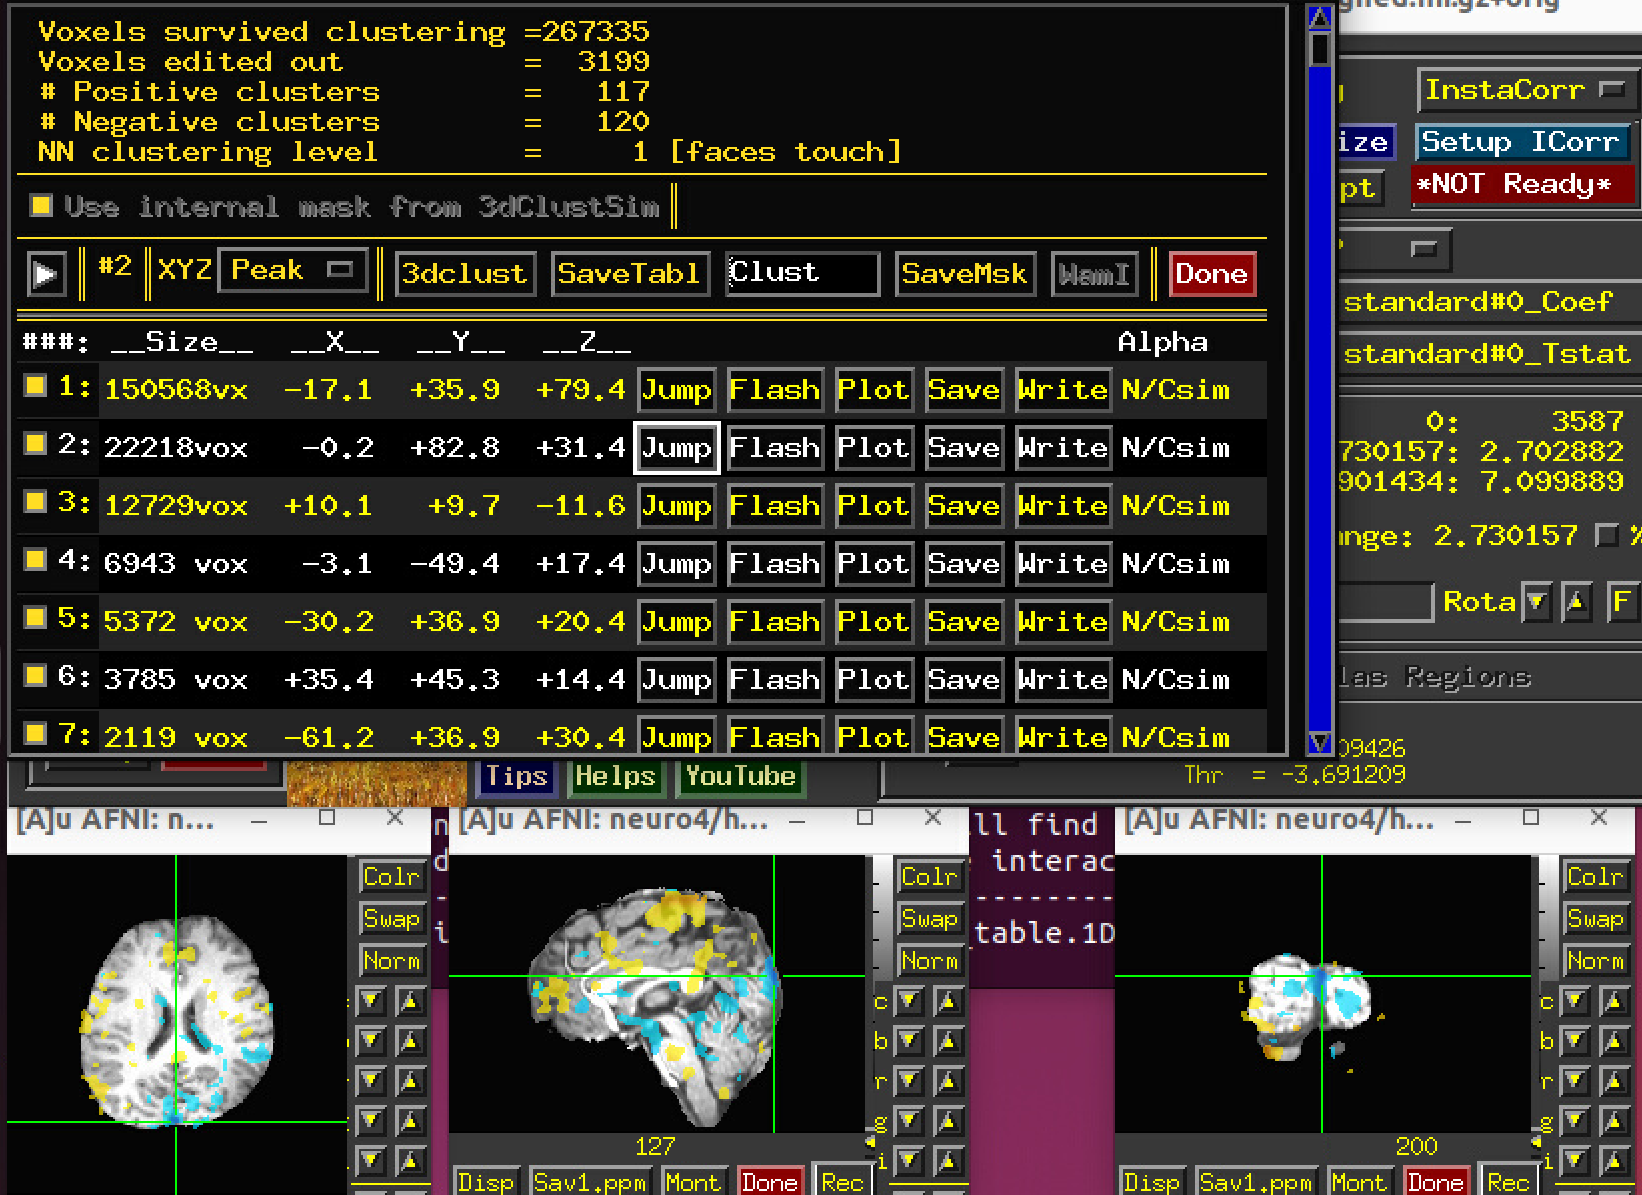 Voxels survived clustering =267335
Voxels edited out = 3199
# Positive clusters = 117
# Negative clusters = 120
NN clustering level = 1 [faces touch]
Use internal mask from 3dClustSim
#2 XYZ Peak 3dclust SaveTabl Clust SaveMsk WamI Done
###: __Size__ __X__ __Y__ __Z__ Alpha
1: 150568vx -17.1 +35.9 +79.4 Jump Flash Plot Save Write N/Csim
2: 22218vox -0.2 +82.8 +31.4 Jump Flash Plot Save Write N/Csim
3: 12729vox +10.1 +9.7 -11.6 Jump Flash Plot Save Write N/Csim
4: 6943 vox -3.1 -49.4 +17.4 Jump Flash Plot Save Write N/Csim
5: 5372 vox -30.2 +36.9 +20.4 Jump Flash Plot Save Write N/Csim
6: 3785 vox +35.4 +45.3 +14.4 Jump Flash Plot Save Write N/Csim
7: 2119 vox -61.2 +36.9 +30.4 Jump Flash Plot Save Write N/Csim
InstaCorr
ize Setup ICorr
pt *NOT Ready*
standard#0_Coef
standard#0_Tstat
0: 3587
730157: 2.702882
901434: 7.099889
nge: 2.730157 %
Rota F
las Regions
09426
Thr = -3.691209
Tips Helps YouTube
[A]u AFNI: n...
[A]u AFNI: neuro4/h...
ll find
[A]u AFNI: neuro4/h...
interac
--------
_table.1D
Colr
Swap
Norm
Colr
Swap
Norm
c
b
r
g
i
127
Disp Sav1.ppm Mont Done Rec
Colr
Swap
Norm
c
b
r
g
i
200
Disp Sav1.ppm Mont Done Rec